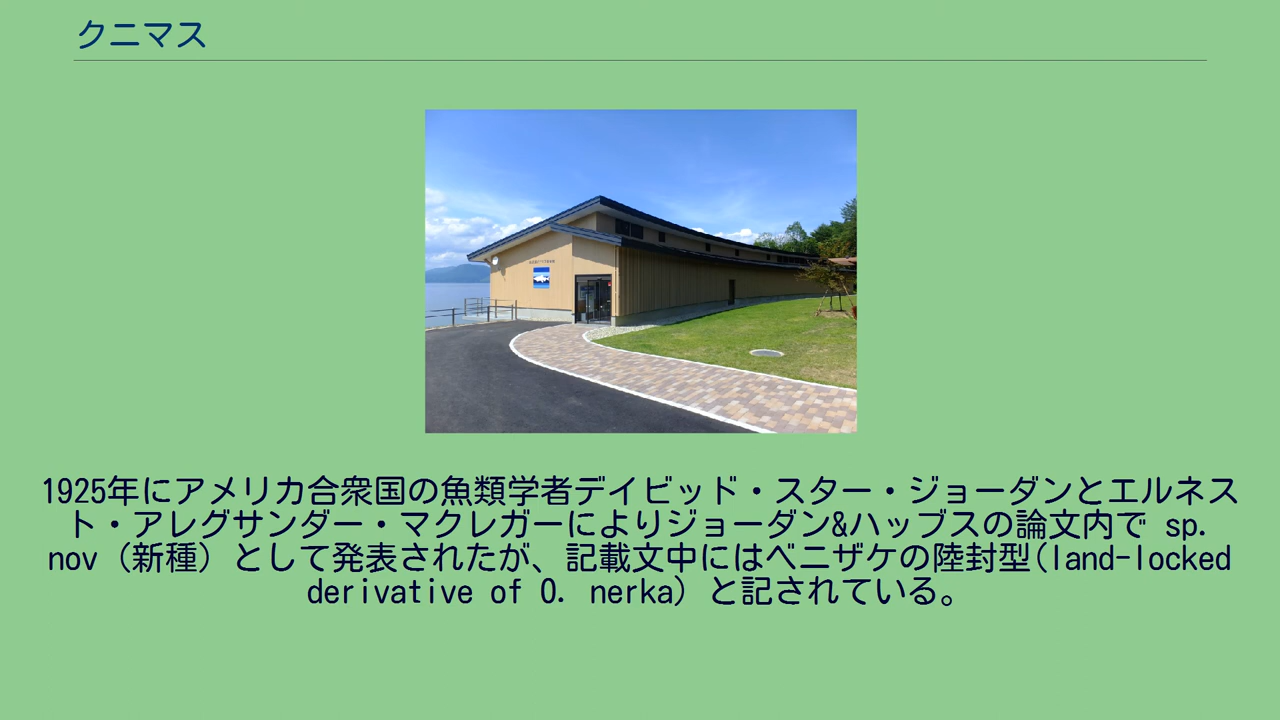 クニマス
1925年にアメリカ合衆国の魚類学者デイビッド・スター・ジョーダンとエルネス
ト・アレグサンダー・マクレガーによりジョーダン&ハッブスの論文内で sp.
nov（新種）として発表されたが、記載文中にはベニザケの陸封型(land-locked
derivative of O. nerka) と記されている。